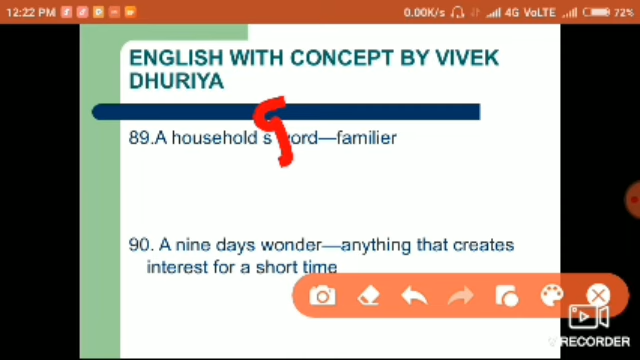 12:22 PM 0.00K/s 4G VoLTE 72%
ENGLISH WITH CONCEPT BY VIVEK
DHURIYA
89.A household s ord—familier
90. A nine days wonder—anything that creates
interest for a short time
RECORDER